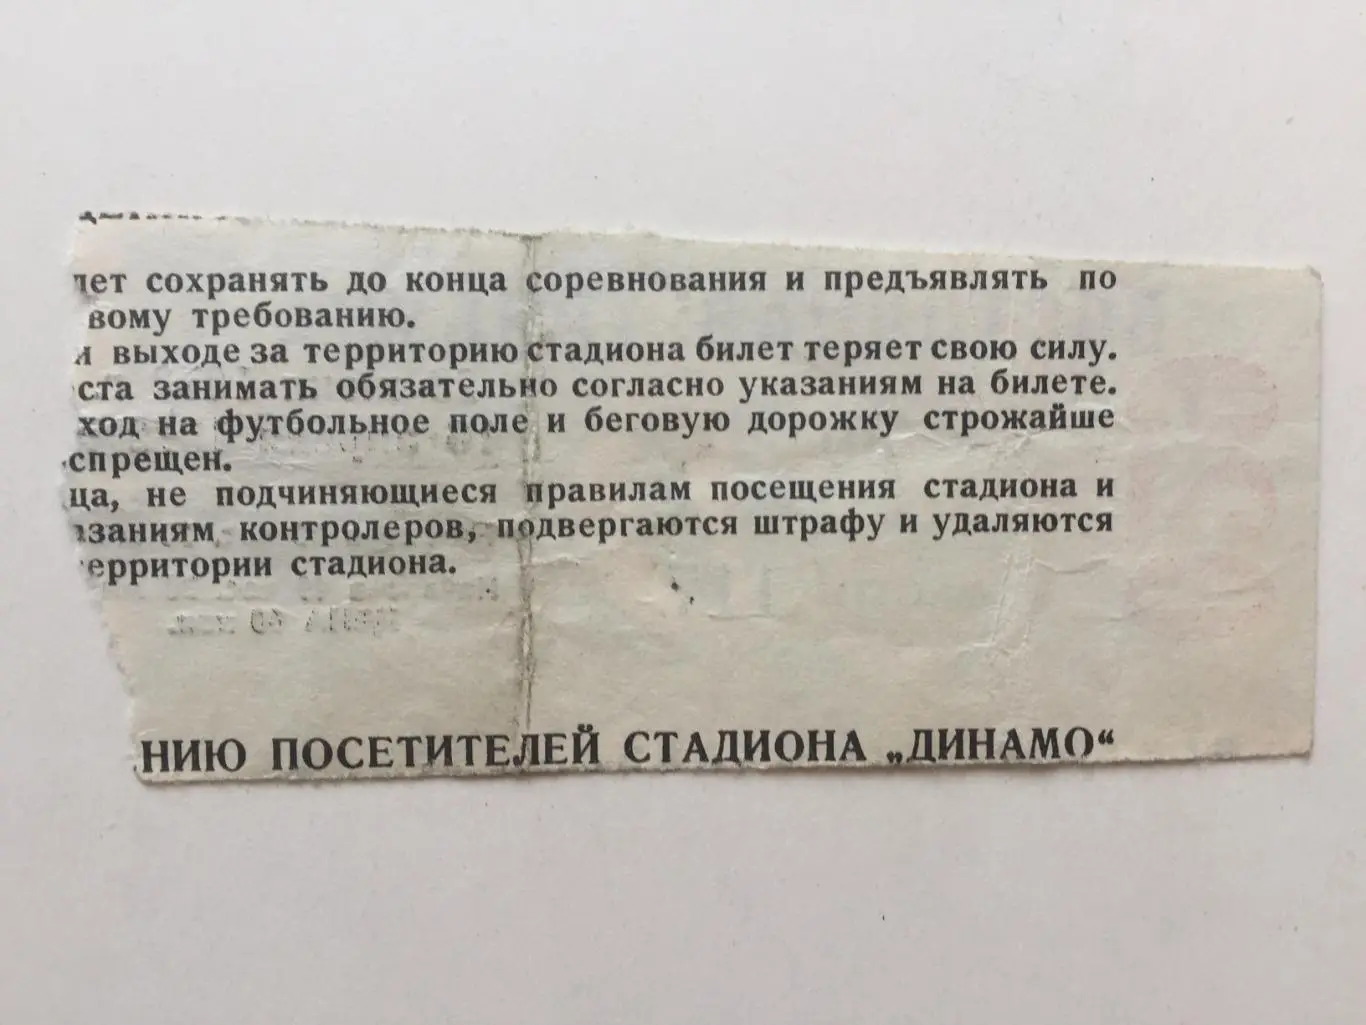 лет сохранять до конца соревнования и предъявлять по
вому требованию.
и выходе за территорию стадиона билет теряет свою силу.
ста занимать обязательно согласно указаниям на билете.
ход на футбольное поле и беговую дорожку строжайше
спрещен.
ца, не подчиняющиеся правилам посещения стадиона и
азаниям контролеров, подвергаются штрафу и удаляются
территории стадиона.
НИЮ ПОСЕТИТЕЛЕЙ СТАДИОНА „ДИНАМО“